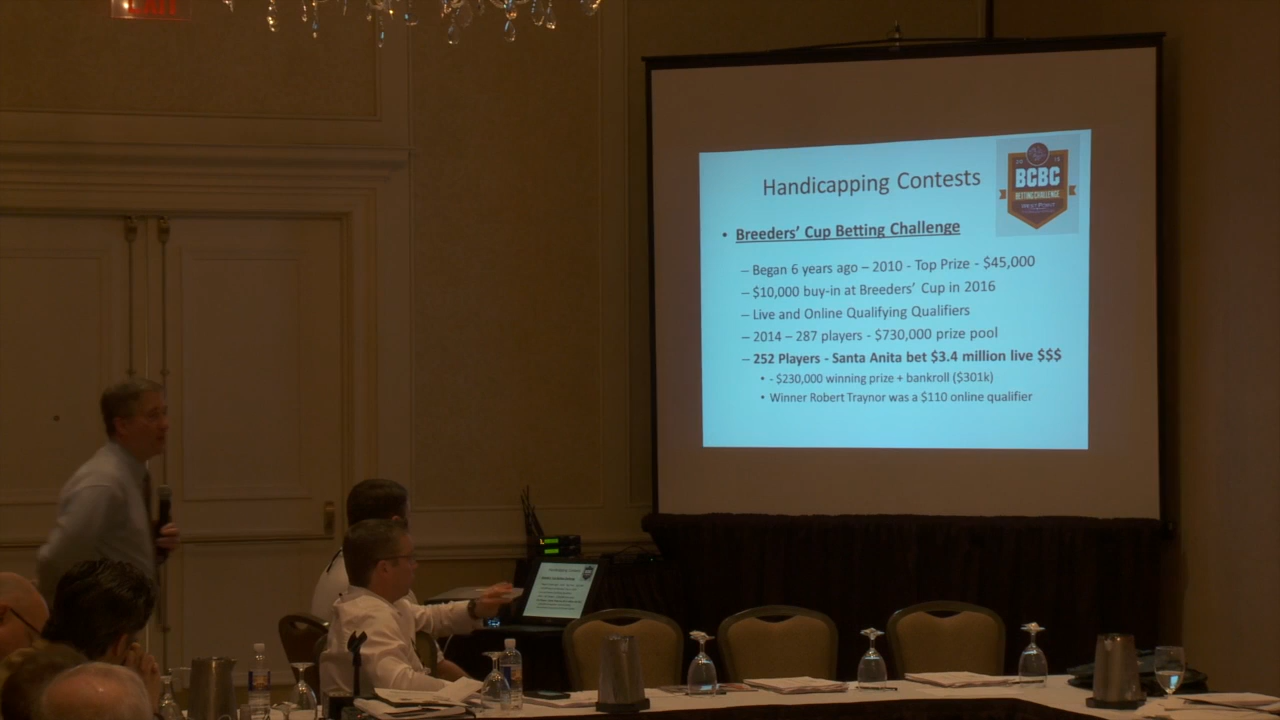 EXIT
Handicapping Contests
BCBC
BETTING CHALLENGE
• Breeders' Cup Betting Challenge
– Began 6 years ago – 2010 - Top Prize - $45,000
– $10,000 buy-in at Breeders' Cup in 2016
– Live and Online Qualifying Qualifiers
– 2014 – 287 players - $730,000 prize pool
– 252 Players - Santa Anita bet $3.4 million live $$$
• - $230,000 winning prize + bankroll ($301k)
• Winner Robert Traynor was a $110 online qualifier